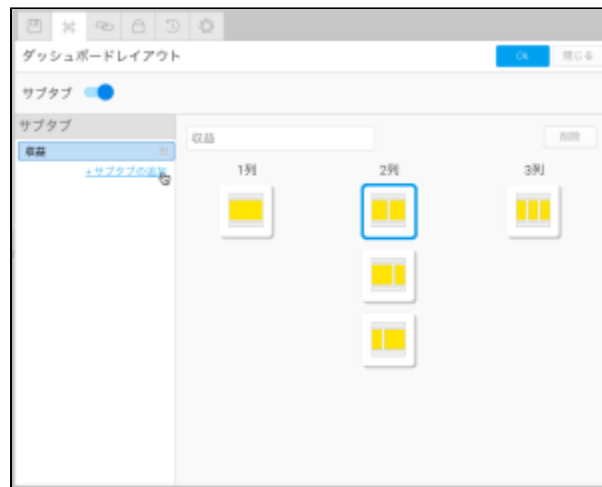 ダッシュボードレイアウト
Ok
閉じる
サブタブ
サブタブ
収益
+サブタブの追加
収益
削除
1列
2列
3列